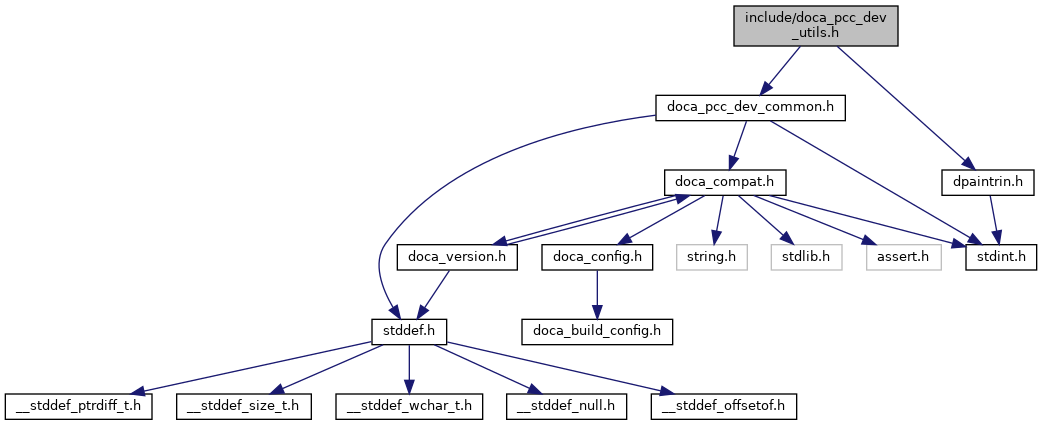 include/doca_pcc_dev
_utils.h
doca_pcc_dev_common.h
doca_compat.h
dpaintrin.h
doca_version.h
doca_config.h
string.h
stdlib.h
assert.h
stdint.h
stddef.h
doca_build_config.h
__stddef_ptrdiff_t.h
__stddef_size_t.h
__stddef_wchar_t.h
__stddef_null.h
__stddef_offsetof.h